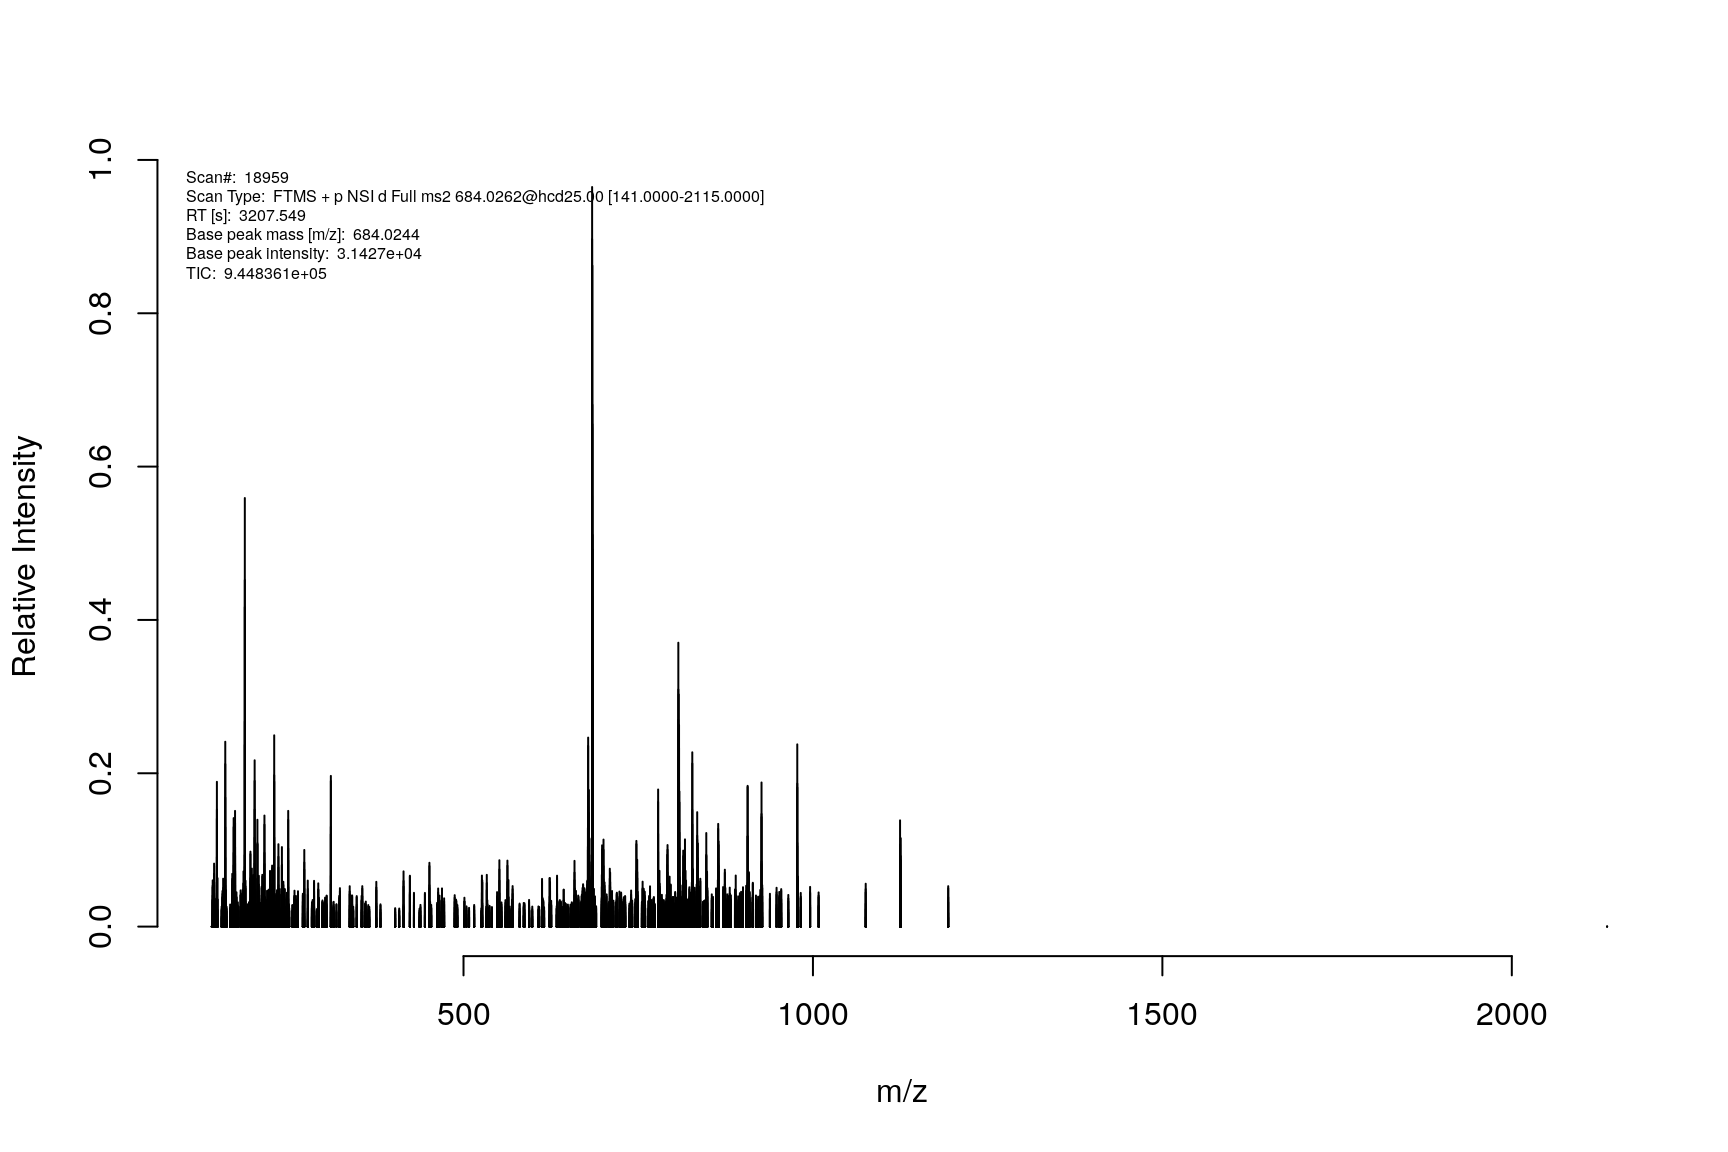 Scan#: 18959
Scan Type: FTMS + p NSI d Full ms2 684.0262@hcd25.00 [141.0000-2115.0000]
RT [s]: 3207.549
Base peak mass [m/z]: 684.0244
Base peak intensity: 3.1427e+04
TIC: 9.448361e+05
Relative Intensity
1.0
0.8
0.6
0.4
0.2
0.0
500 1000 1500 2000
m/z